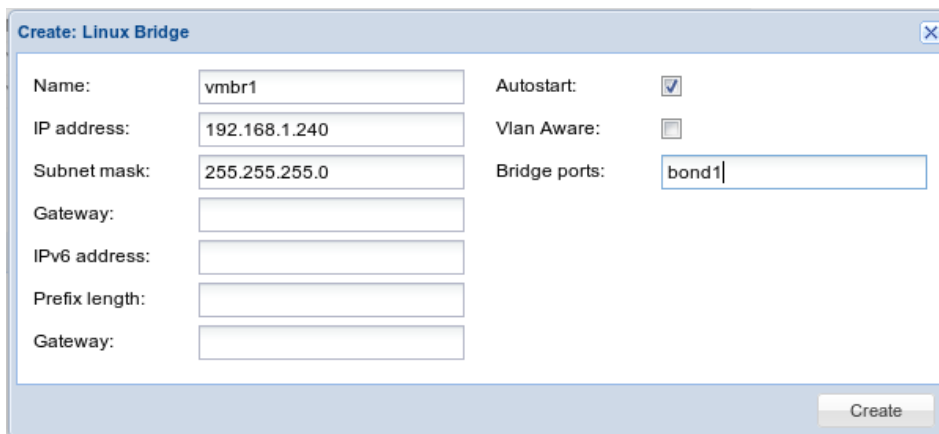 Create: Linux Bridge
Name: vmbr1 Autostart:
IP address: 192.168.1.240 Vlan Aware:
Subnet mask: 255.255.255.0 Bridge ports: bond1
Gateway:
IPv6 address:
Prefix length:
Gateway:
Create